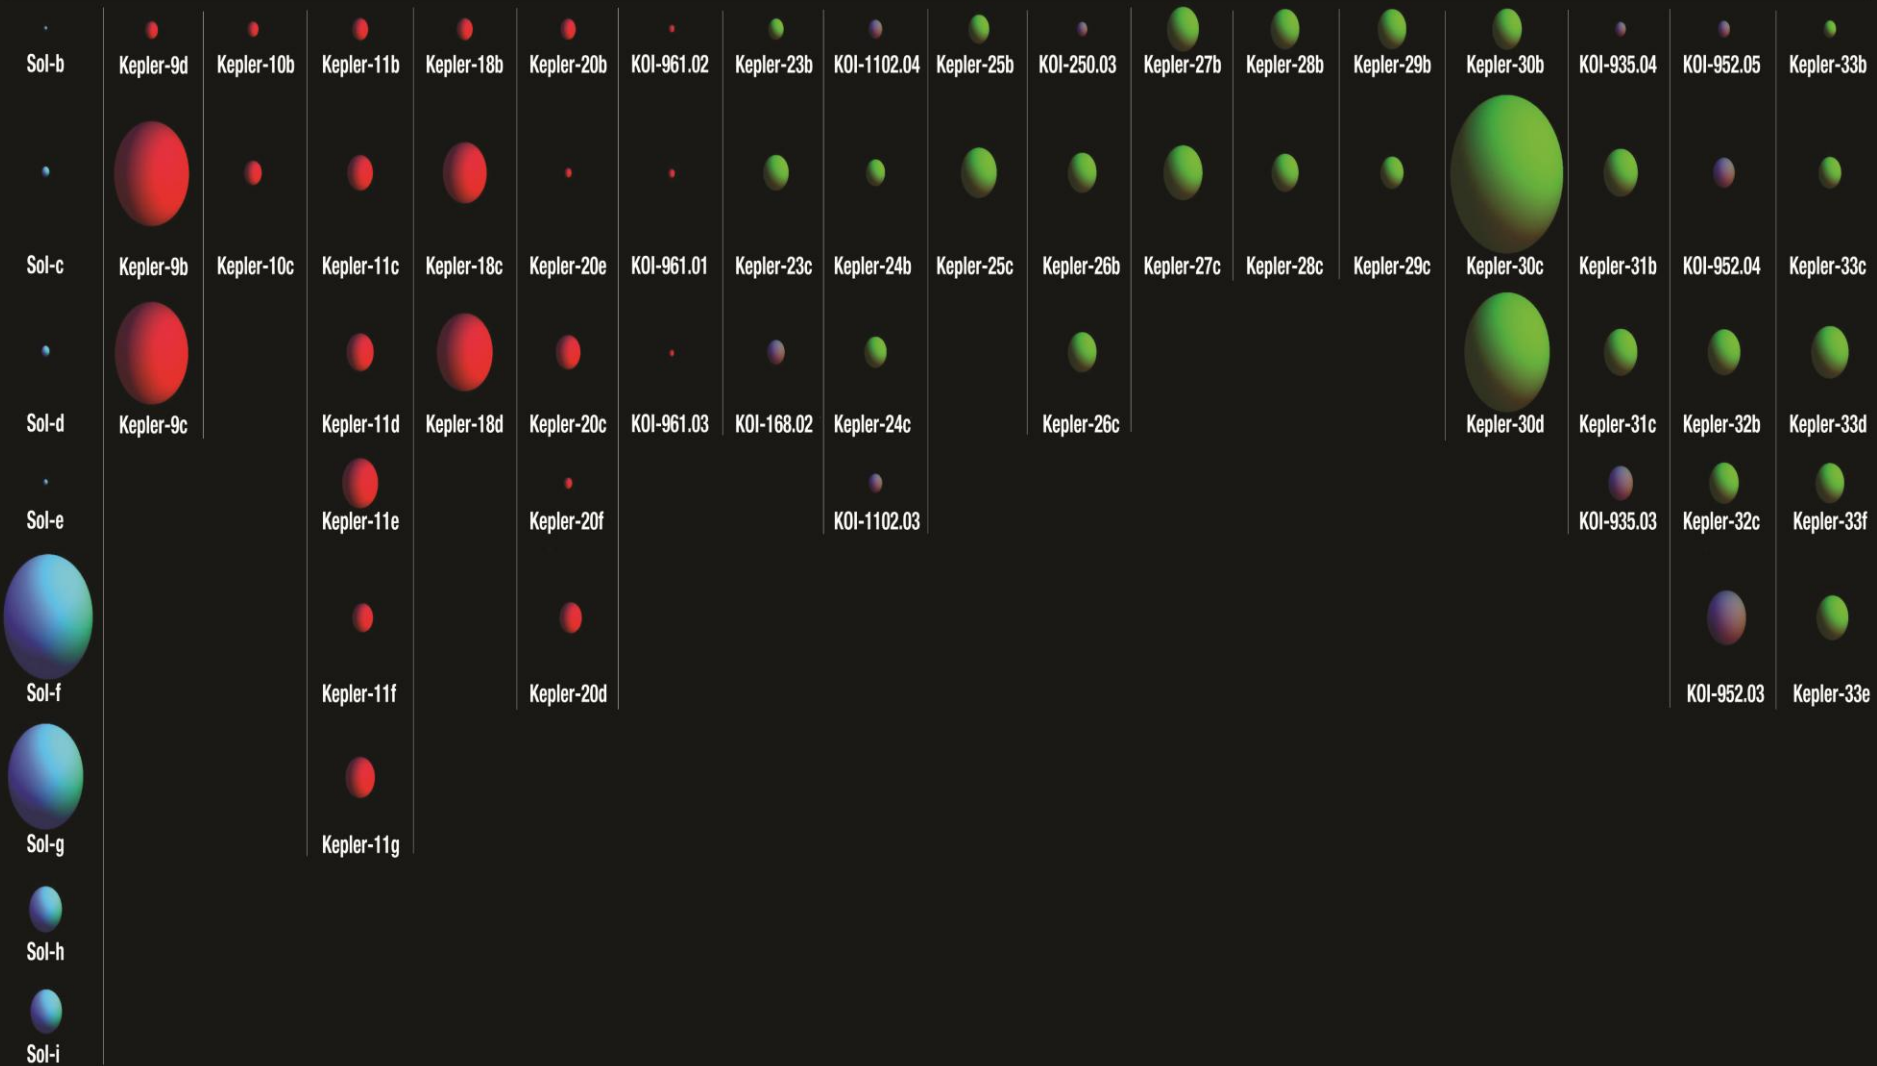 Sol-b Kepler-9d Kepler-10b Kepler-11b Kepler-18b Kepler-20b KOI-961.02 Kepler-23b KOI-1102.04 Kepler-25b KOI-250.03 Kepler-27b Kepler-28b Kepler-29b Kepler-30b KOI-935.04 KOI-952.05 Kepler-33b
Sol-c Kepler-9b Kepler-10c Kepler-11c Kepler-18c Kepler-20e KOI-961.01 Kepler-23c Kepler-24b Kepler-25c Kepler-26b Kepler-27c Kepler-28c Kepler-29c Kepler-30c Kepler-31b KOI-952.04 Kepler-33c
Sol-d Kepler-9c Kepler-11d Kepler-18d Kepler-20c KOI-961.03 KOI-168.02 Kepler-24c Kepler-26c Kepler-30d Kepler-31c Kepler-32b Kepler-33d
Sol-e Kepler-11e Kepler-20f KOI-1102.03 KOI-935.03 Kepler-32c Kepler-33f
Sol-f Kepler-11f Kepler-20d KOI-952.03 Kepler-33e
Sol-g Kepler-11g
Sol-h
Sol-i